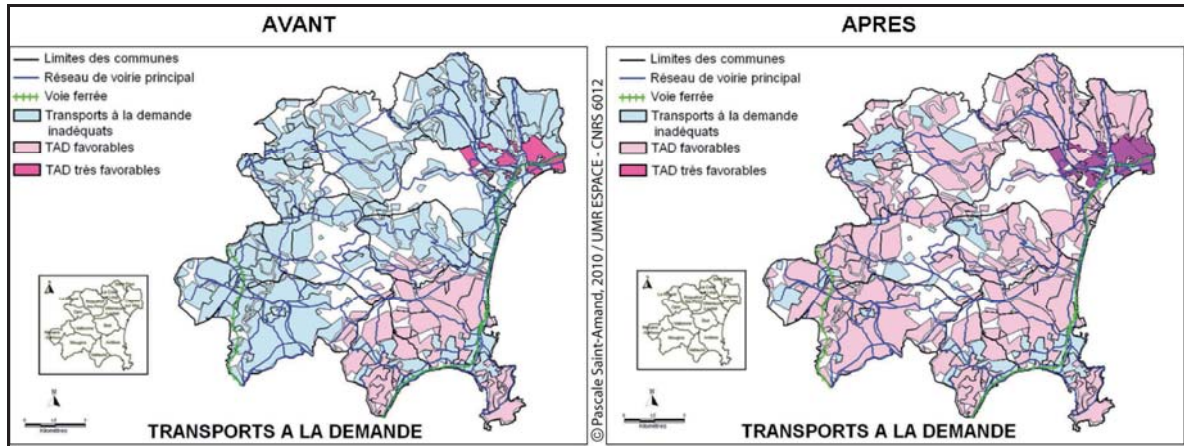 AVANT
Limites des communes
Réseau de voirie principal
Voie ferrée
Transports à la demande
inadéquats
TAD favorables
TAD très favorables
N
Kilomètres
TRANSPORTS A LA DEMANDE
© Pascale Saint-Amand, 2010 / UMR ESPACE - CNRS 6012
APRES
Limites des communes
Réseau de voirie principal
Voie ferrée
Transports à la demande
inadéquats
TAD favorables
TAD très favorables
N
Kilomètres
TRANSPORTS A LA DEMANDE